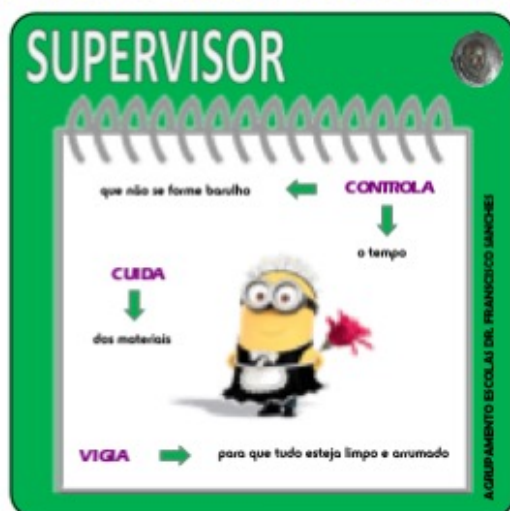 SUPERVISOR
que não se forme barulho
CONTROLA
o tempo
CUIDA
dos materiais
VIGIA
para que tudo esteja limpo e arrumado
AGRUPAMENTO ESCOLAS DR. FRANSCISCO SANCHES